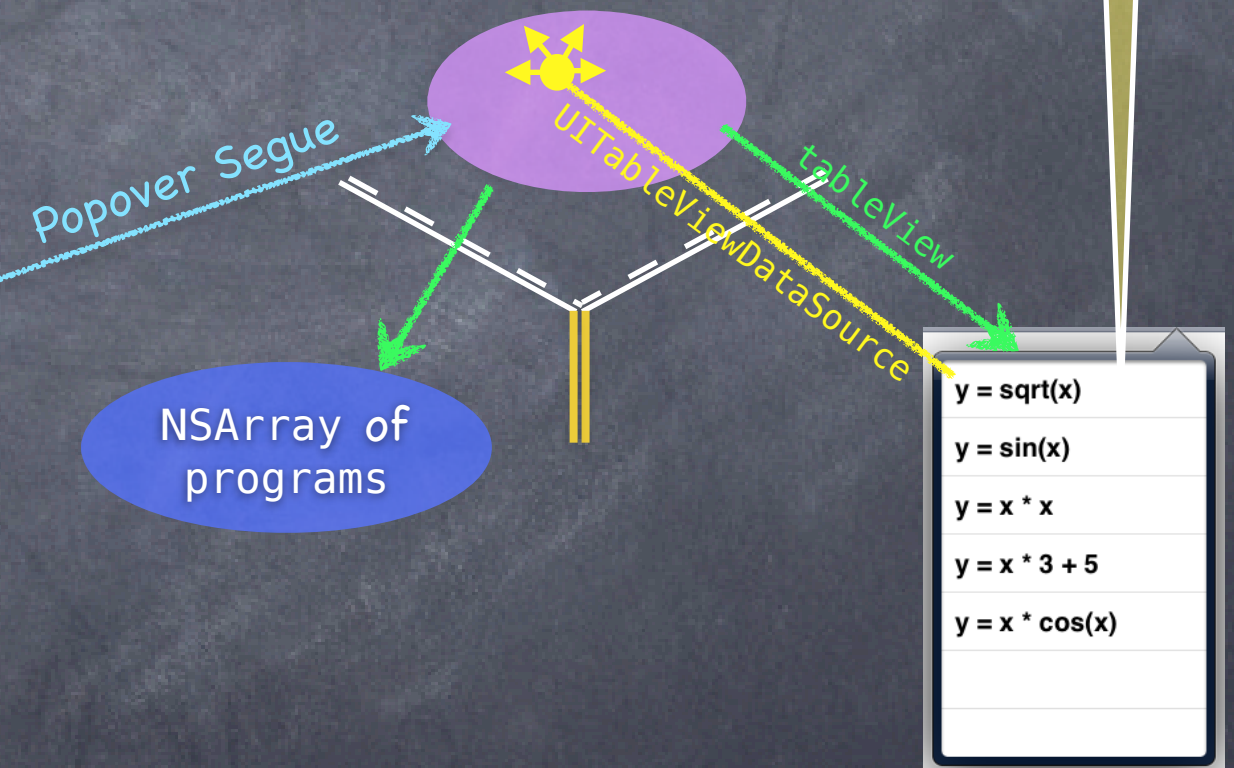 Popover Segue
UITableViewDataSource
tableView
NSArray of
programs
y = sqrt(x)
y = sin(x)
y = x * x
y = x * 3 + 5
y = x * cos(x)